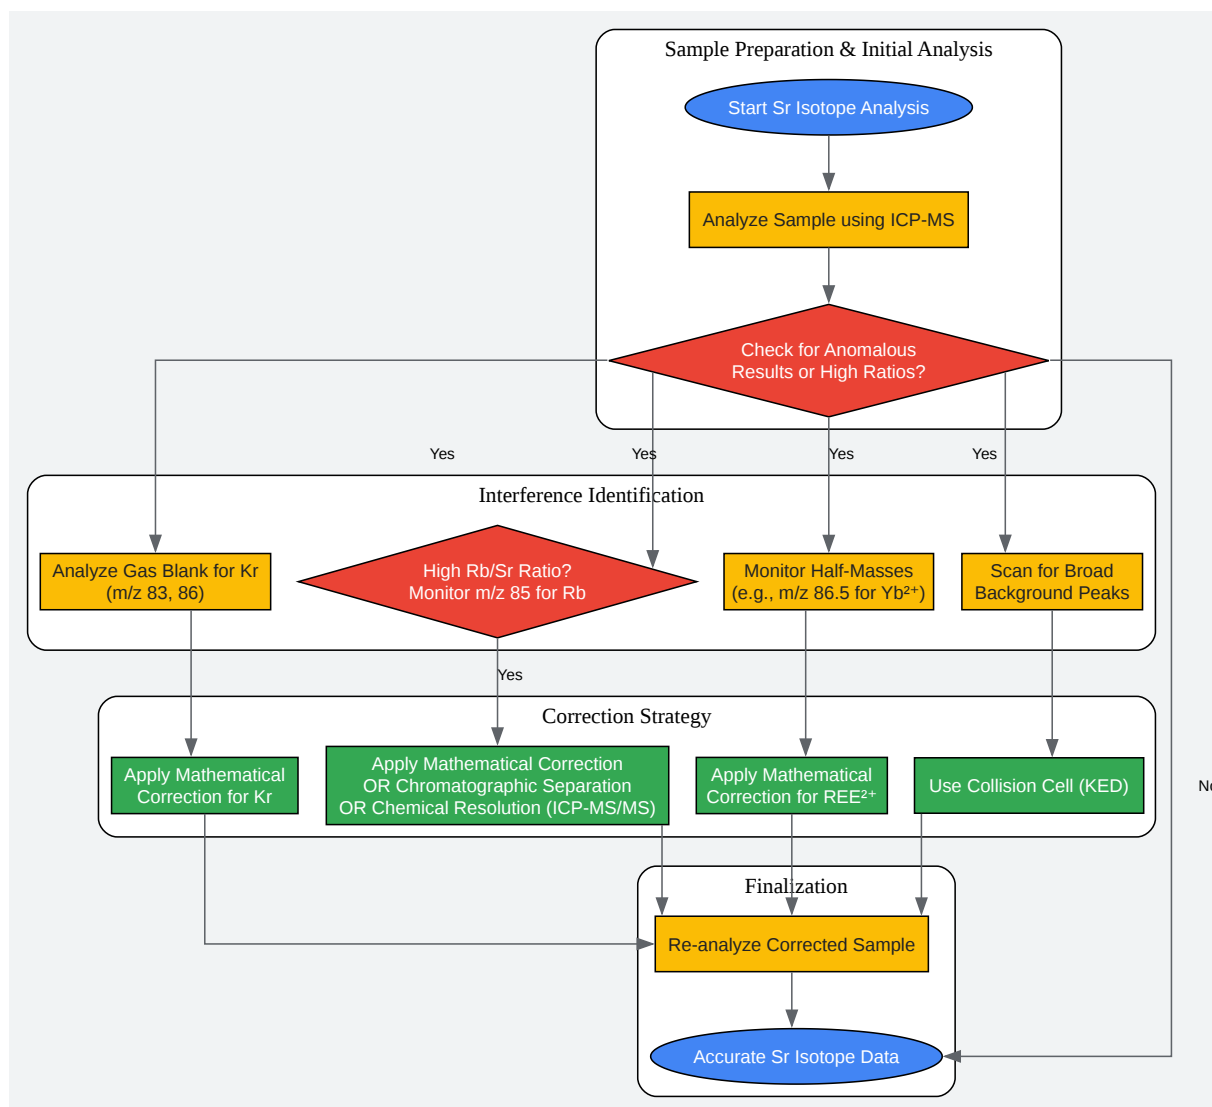 Sample Preparation & Initial Analysis
Start Sr Isotope Analysis
Analyze Sample using ICP-MS
Check for Anomalous
Results or High Ratios?
Yes
Yes
Yes
Yes
Interference Identification
Analyze Gas Blank for Kr
(m/z 83, 86)
High Rb/Sr Ratio?
Monitor m/z 85 for Rb
Monitor Half-Masses
(e.g., m/z 86.5 for Yb²⁺)
Scan for Broad
Background Peaks
Yes
Correction Strategy
Apply Mathematical
Correction for Kr
Apply Mathematical Correction
OR Chromatographic Separation
OR Chemical Resolution (ICP-MS/MS)
Apply Mathematical
Correction for REE²⁺
Use Collision Cell (KED)
No
Finalization
Re-analyze Corrected Sample
Accurate Sr Isotope Data